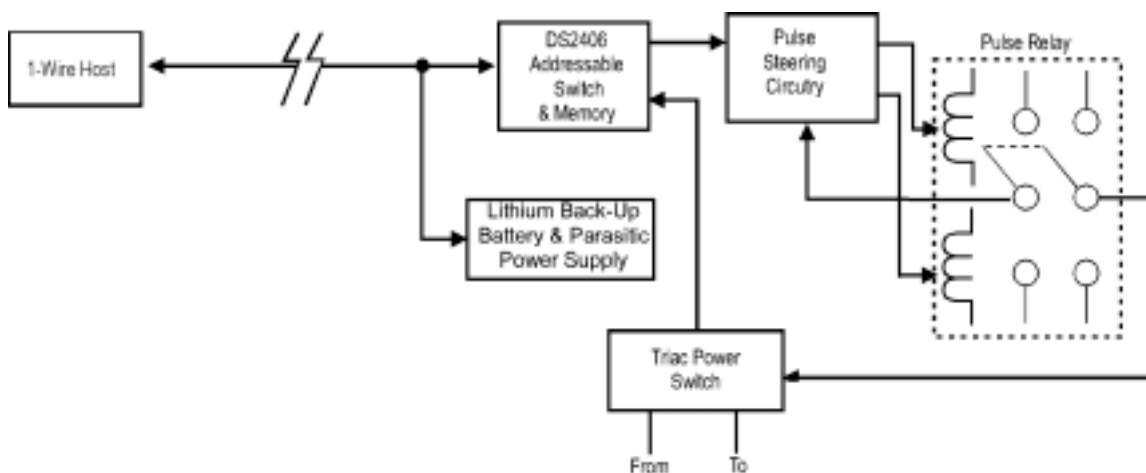 1-Wire Host
DS2406
Addressable
Switch
& Memory
Pulse
Steering
Circutry
Pulse Relay
Lithium Back-Up
Battery & Parasitic
Power Supply
Triac Power
Switch
From
To